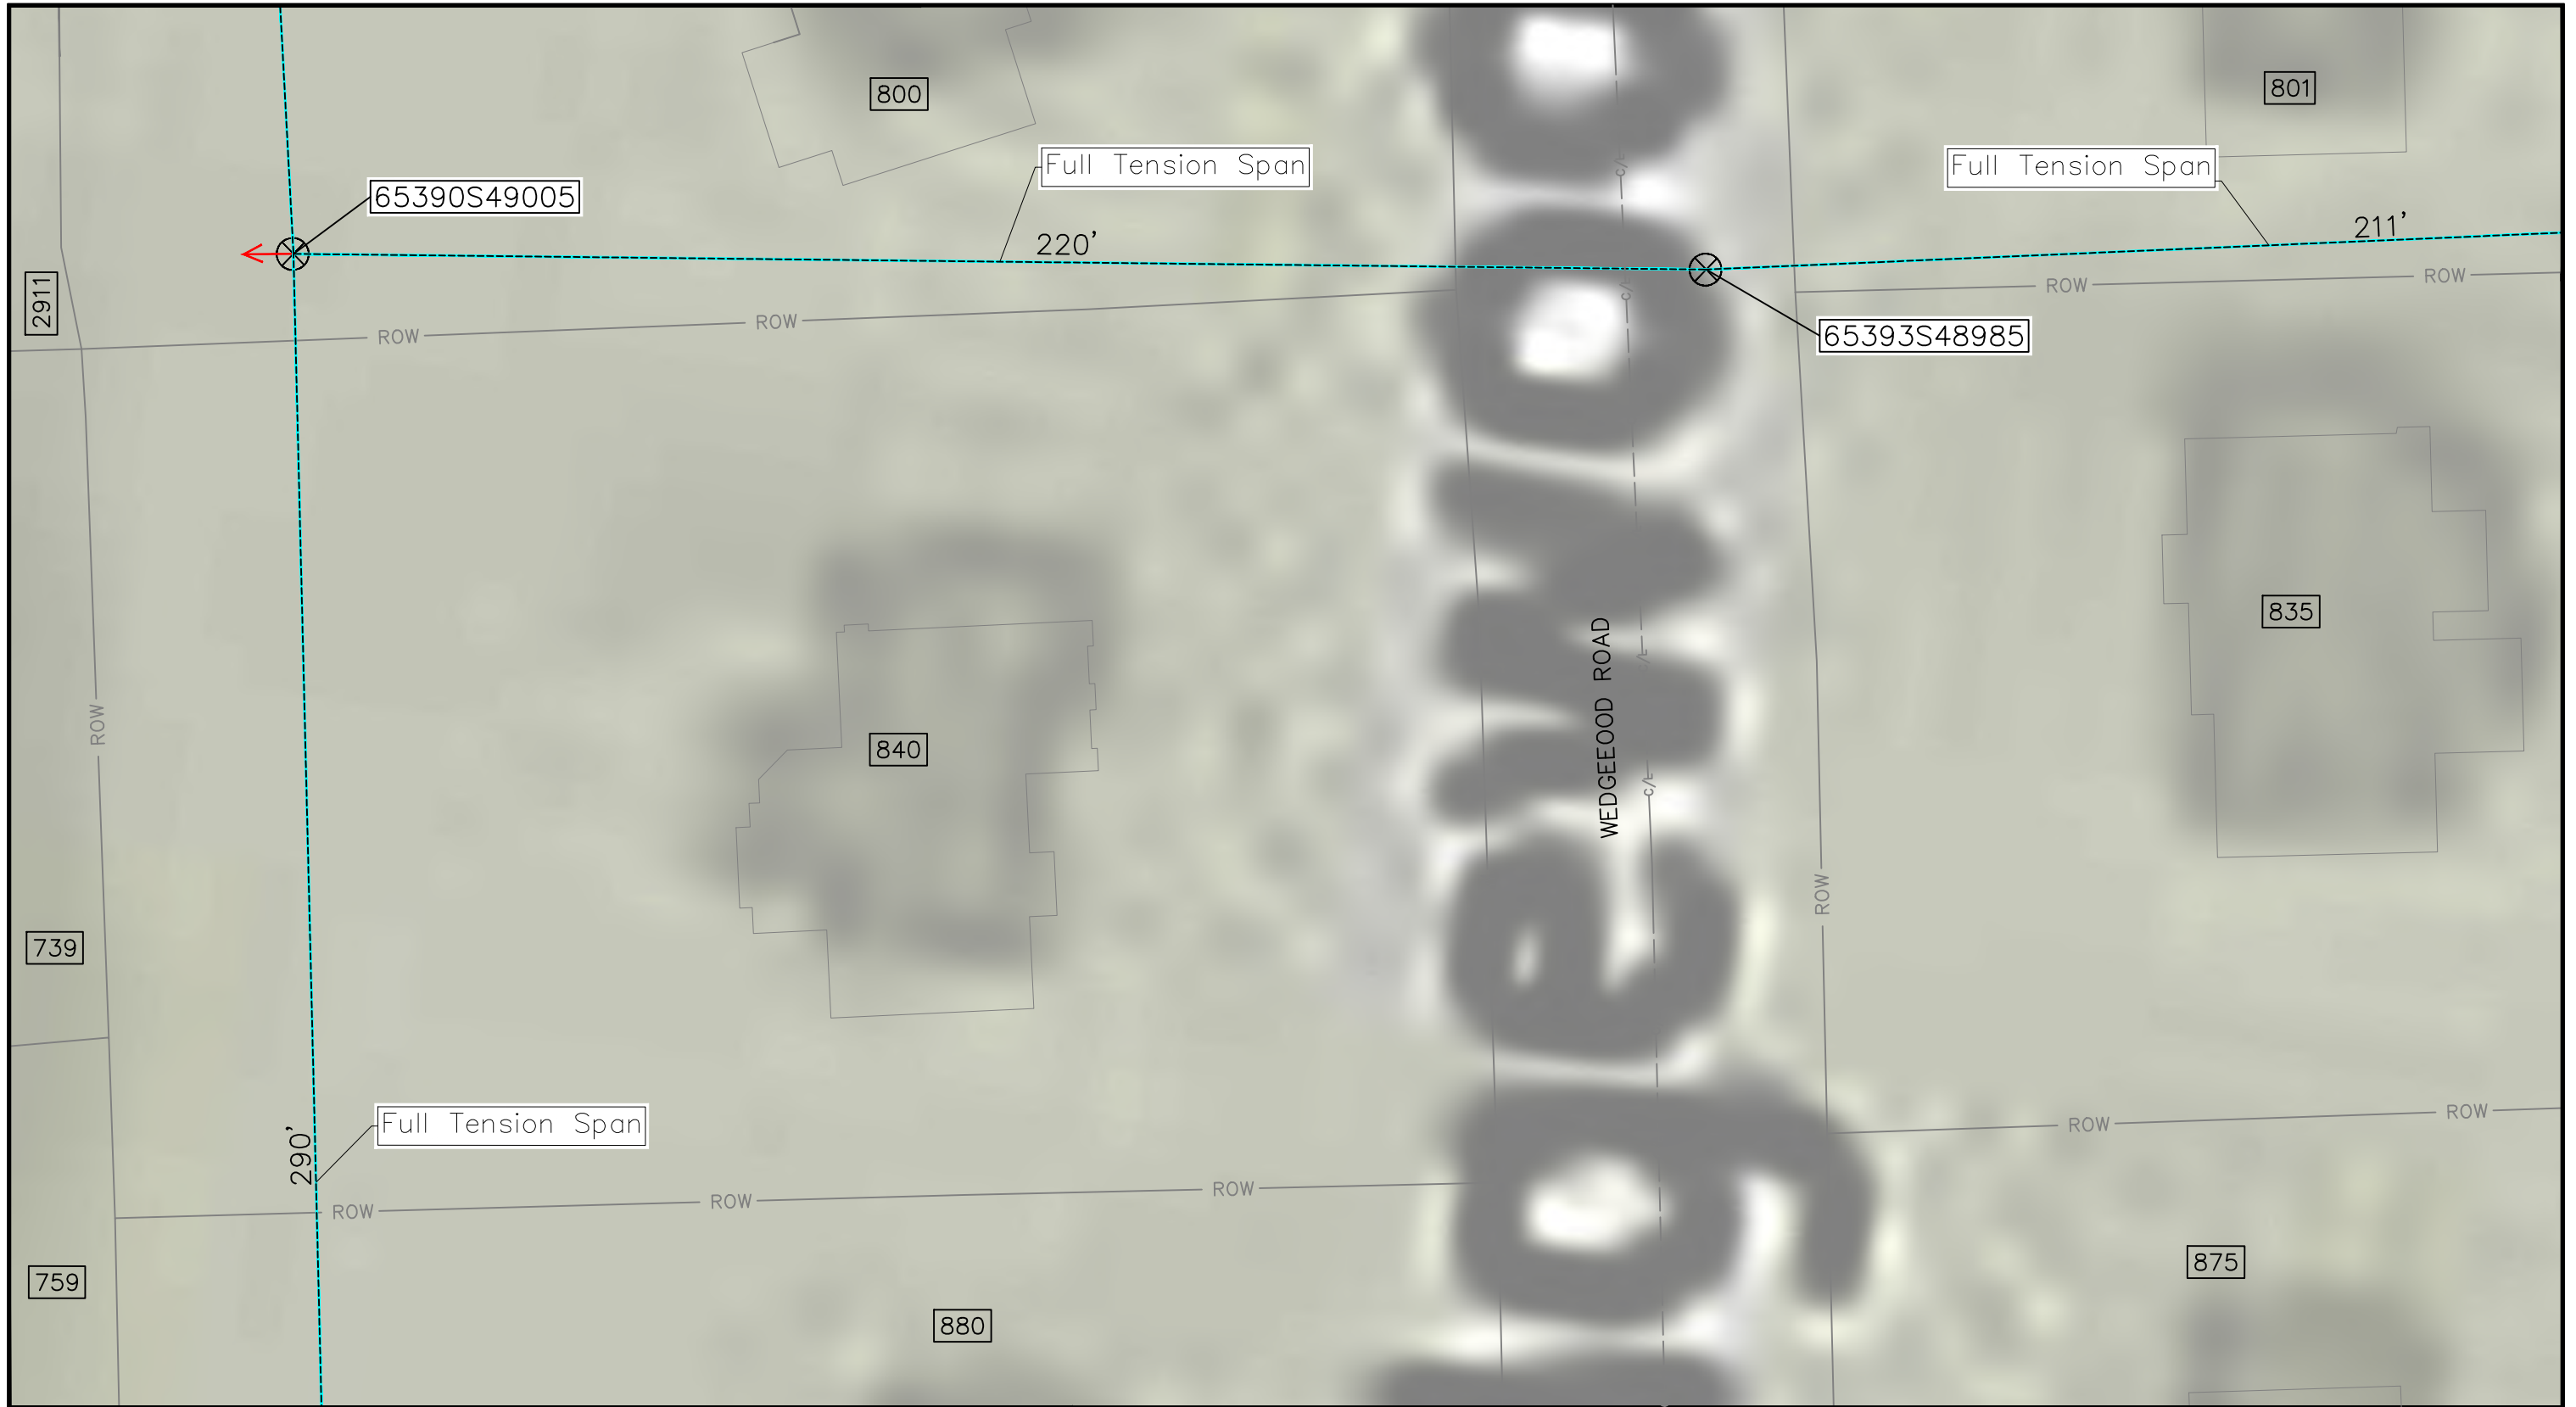 800
801
Full Tension Span
Full Tension Span
65390S49005
220'
211'
c/L
c/L
ROW
ROW
2911
65393S48985
ROW
ROW
835
WEDGEEOOD ROAD
c/L
c/L
ROW
840
ROW
739
Full Tension Span
290'
ROW
ROW
ROW
ROW
ROW
759
875
880